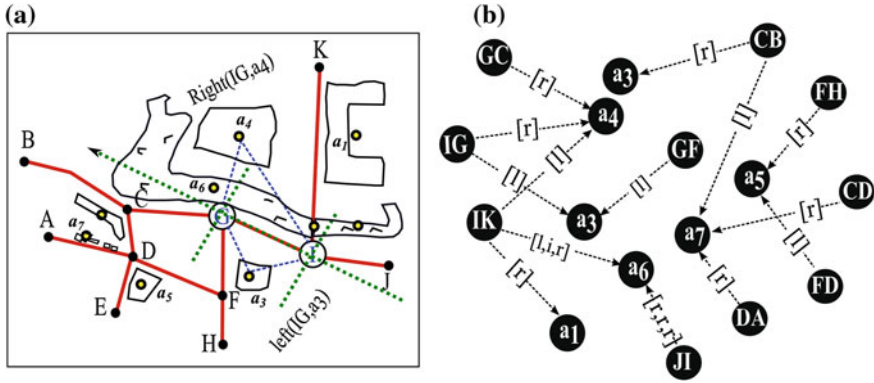 (a)
(b)
K
Right(IG,a4)
B
a4
a1
a6
C
G
A
a7
D
I
J
a5
a3
E
F
H
left(IG,a3)
GC
CB
[r]
[r]
a3
FH
a4
[r]
[l]
[r]
IG
GF
[l]
[l]
[l]
a5
CD
IK
a3
[r]
a7
[l,i,r]
[l]
[r]
a6
[r]
FD
a1
[r,r,r]
DA
JI